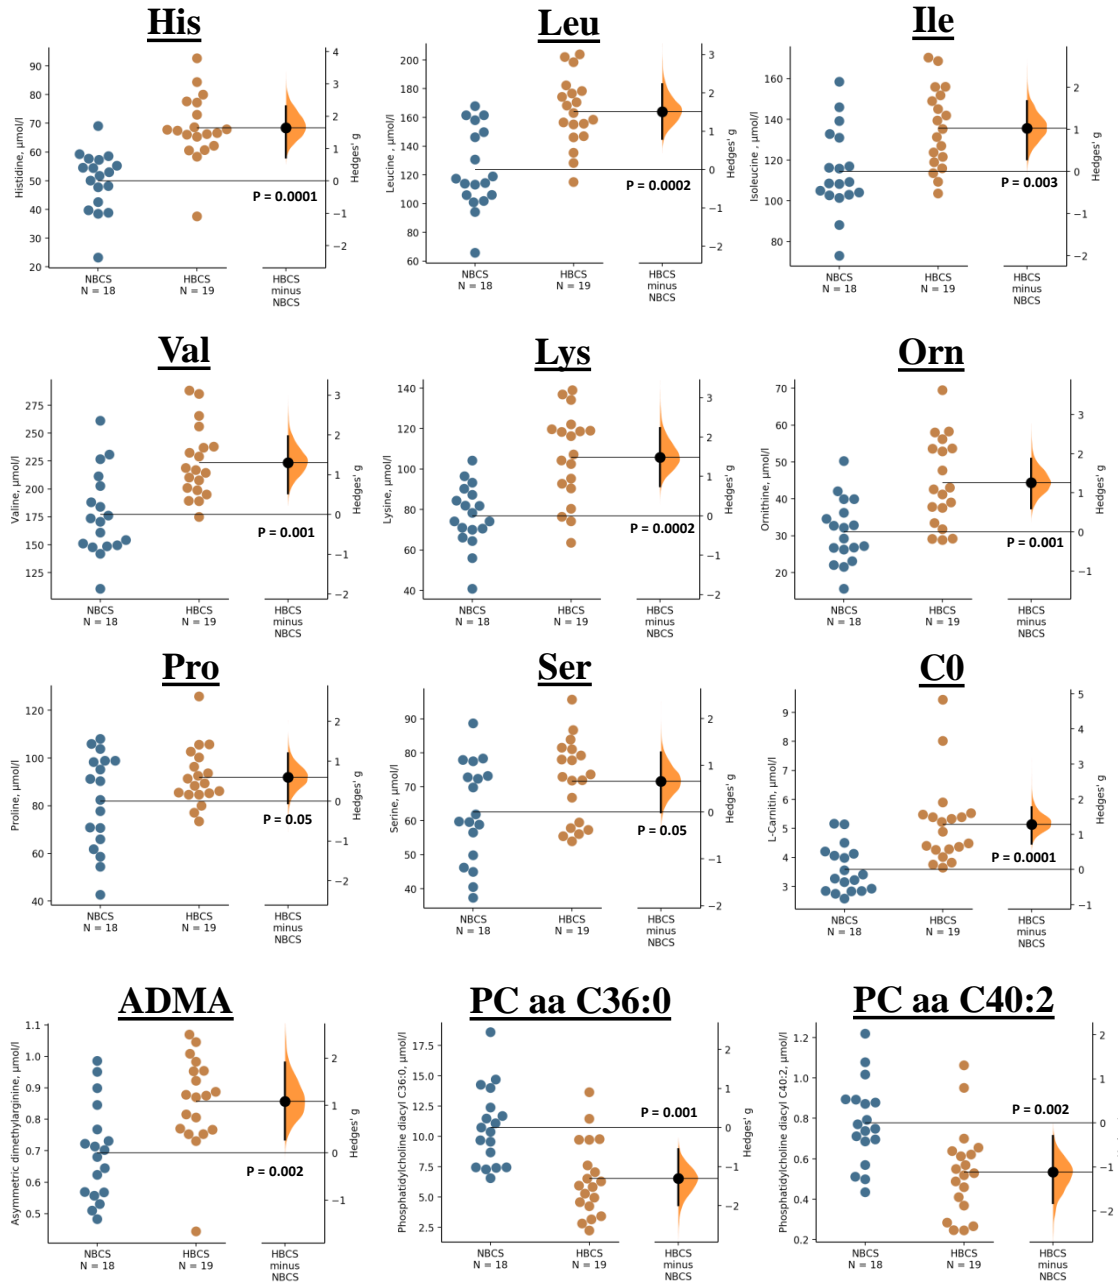 His
Leu
Ile
90
80
70
60
50
40
30
20
Histidine, μmol/l
4
3
2
1
0
−1
−2
Hedges' g
P = 0.0001
NBCS
N = 18
HBCS
N = 19
HBCS
minus
NBCS
200
180
160
140
120
100
80
60
Leucine , μmol/l
3
2
1
0
−1
−2
Hedges' g
P = 0.0002
NBCS
N = 18
HBCS
N = 19
HBCS
minus
NBCS
160
140
120
100
80
Isoleucine , μmol/l
2
1
0
−1
−2
Hedges' g
P = 0.003
NBCS
N = 18
HBCS
N = 19
HBCS
minus
NBCS
Val
Lys
Orn
275
250
225
200
175
150
125
Valine, μmol/l
3
2
1
0
−1
−2
Hedges' g
P = 0.001
NBCS
N = 18
HBCS
N = 19
HBCS
minus
NBCS
140
120
100
80
60
40
Lysine, μmol/l
3
2
1
0
−1
−2
Hedges' g
P = 0.0002
NBCS
N = 18
HBCS
N = 19
HBCS
minus
NBCS
70
60
50
40
30
20
Ornithine, μmol/l
3
2
1
0
−1
Hedges' g
P = 0.001
NBCS
N = 18
HBCS
N = 19
HBCS
minus
NBCS
Pro
Ser
C0
120
100
80
60
40
Proline, μmol/l
2
1
0
−1
−2
Hedges' g
P = 0.05
NBCS
N = 18
HBCS
N = 19
HBCS
minus
NBCS
90
80
70
60
50
40
Serine, μmol/l
2
1
0
−1
−2
Hedges' g
P = 0.05
NBCS
N = 18
HBCS
N = 19
HBCS
minus
NBCS
9
8
7
6
5
4
3
L-Carnitin, μmol/l
5
4
3
2
1
0
−1
Hedges' g
P = 0.0001
NBCS
N = 18
HBCS
N = 19
HBCS
minus
NBCS
ADMA
PC aa C36:0
PC aa C40:2
1.1
1.0
0.9
0.8
0.7
0.6
0.5
Asymmetric dimethylarginine, μmol/l
2
1
0
−1
Hedges' g
P = 0.002
NBCS
N = 18
HBCS
N = 19
HBCS
minus
NBCS
17.5
15.0
12.5
10.0
7.5
5.0
2.5
Phosphatidylcholine diacyl C36:0, μmol/l
2
1
0
−1
−2
Hedges' g
P = 0.001
NBCS
N = 18
HBCS
N = 19
HBCS
minus
NBCS
1.2
1.0
0.8
0.6
0.4
0.2
Phosphatidylcholine diacyl C40:2, μmol/l
2
1
0
−1
−2
P = 0.002
NBCS
N = 18
HBCS
N = 19
HBCS
minus
NBCS